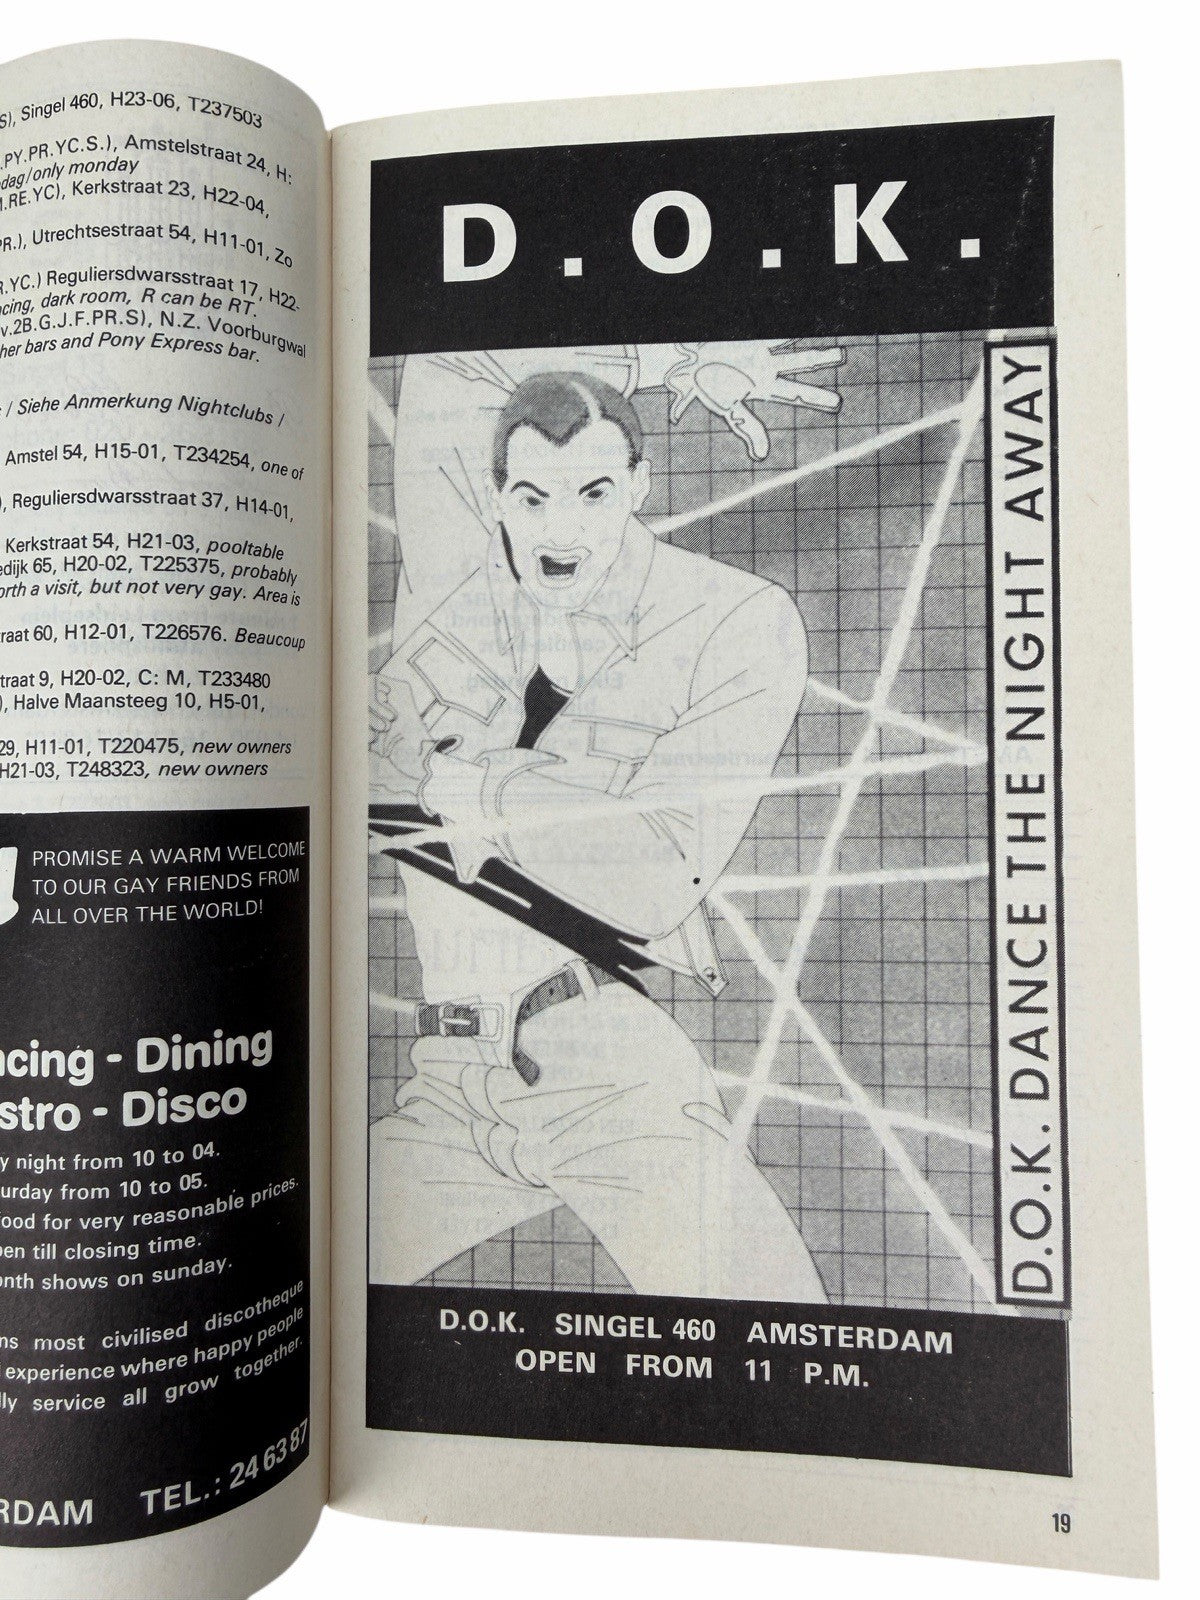 S), Singel 460, H23-06, T237503
PY.PR.YC.S.), Amstelstraat 24, H:
dag/only monday
.RE.YC), Kerkstraat 23, H22-04,
PR.), Utrechtsestraat 54, H11-01, Zo
.YC.) Reguliersdwarsstraat 17, H22-
cing, dark room, R can be RT.
v.2B.G.J.F.PR.S), N.Z. Voorburgwal
her bars and Pony Express bar.
/ Siehe Anmerkung Nightclubs /
Amstel 54, H15-01, T234254, one of
), Reguliersdwarsstraat 37, H14-01,
Kerkstraat 54, H21-03, pooltable
edijk 65, H20-02, T225375, probably
orth a visit, but not very gay. Area is
raat 60, H12-01, T226576. Beaucoup
traat 9, H20-02, C: M, T233480
), Halve Maansteeg 10, H5-01,
29, H11-01, T220475, new owners
H21-03, T248323, new owners
PROMISE A WARM WELCOME
TO OUR GAY FRIENDS FROM
ALL OVER THE WORLD!
cing - Dining
stro - Disco
y night from 10 to 04.
urday from 10 to 05.
food for very reasonable prices.
pen till closing time.
onth shows on sunday.
ns most civilised discotheque
experience where happy people
lly service all grow together.
RDAM TEL.: 24 63 87
D.O.K.
D.O.K. DANCE THE NIGHT AWAY
D.O.K. SINGEL 460 AMSTERDAM
OPEN FROM 11 P.M.
19